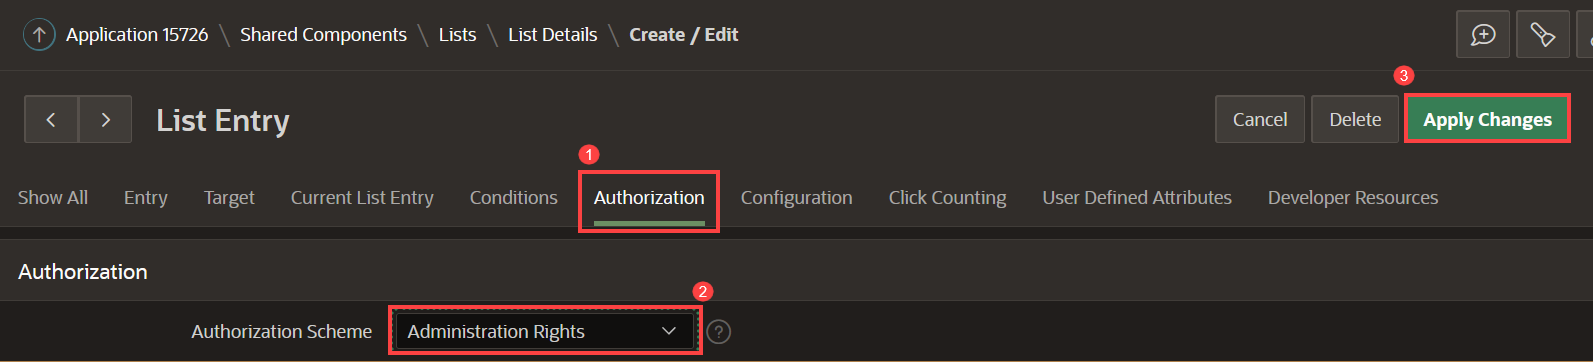 Application 15726 \ Shared Components \ Lists \ List Details \ Create / Edit
3
List Entry
Cancel Delete Apply Changes
1
Show All Entry Target Current List Entry Conditions Authorization Configuration Click Counting User Defined Attributes Developer Resources
Authorization
2
Authorization Scheme Administration Rights ?